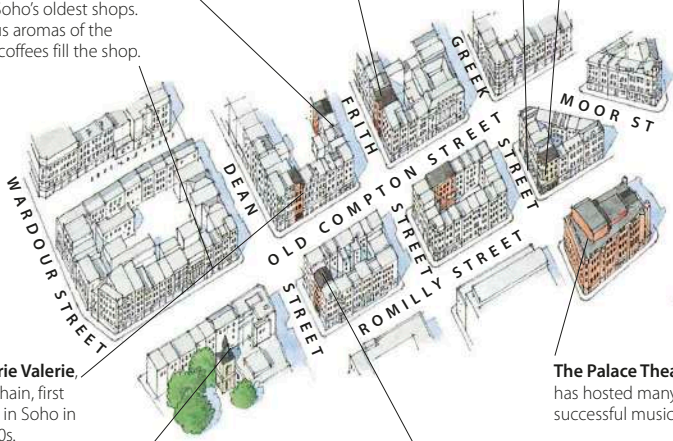 Soho's oldest shops.
us aromas of the
coffees fill the shop.
GREEK
STREET
MOOR ST
FRITH
STREET
DEAN
STREET
OLD COMPTON STREET
WARDOUR STREET
ROMILLY STREET
rie Valerie,
hain, first
in Soho in
0s.
The Palace Thea
has hosted many
successful music